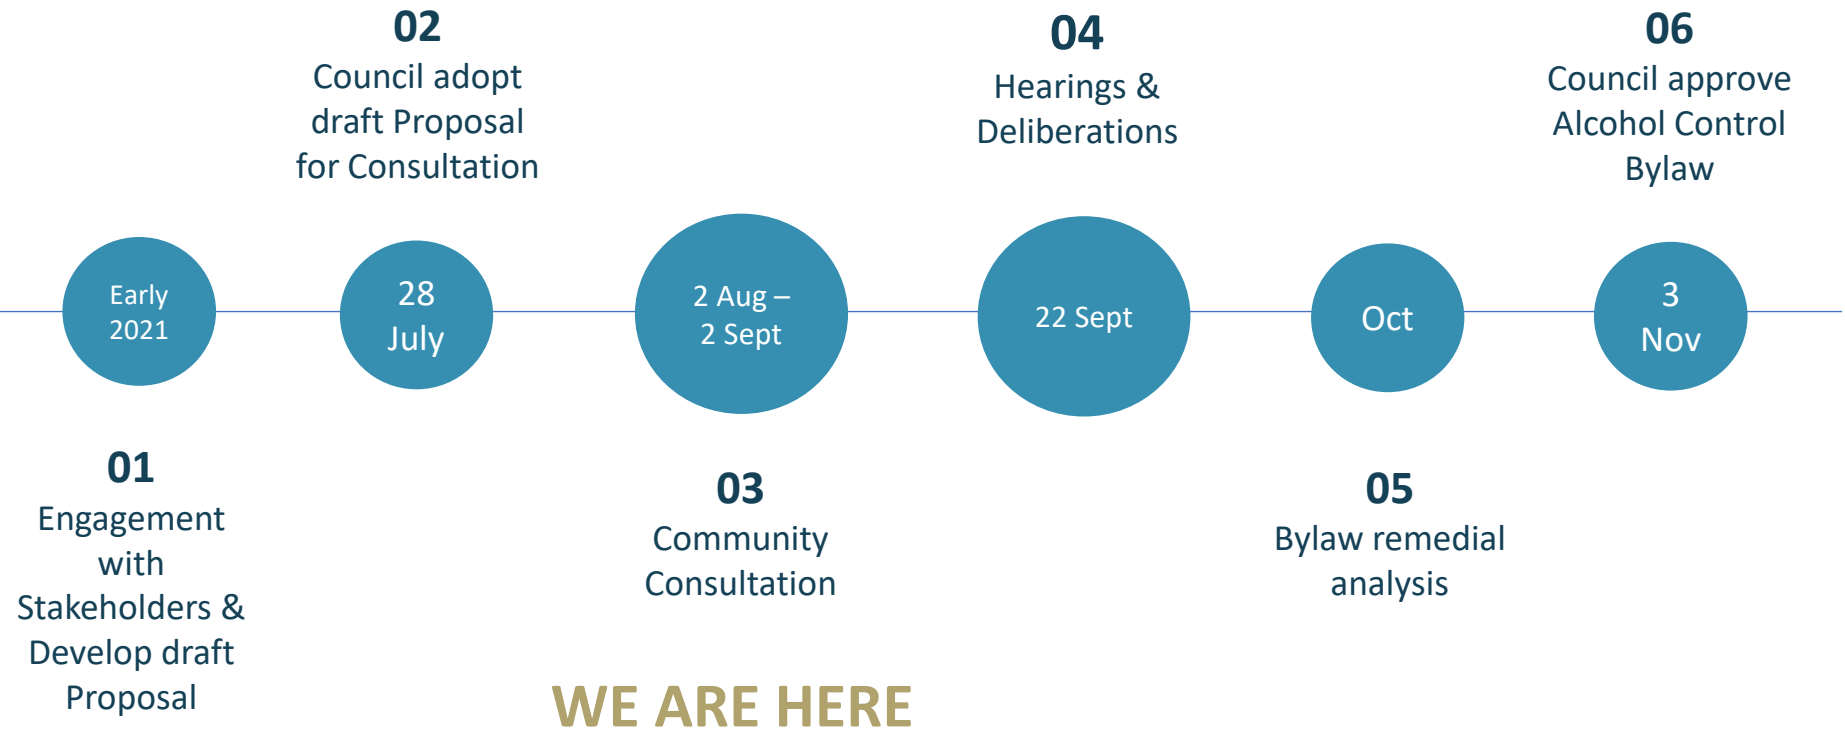 02
Council adopt
draft Proposal
for Consultation
04
Hearings &
Deliberations
06
Council approve
Alcohol Control
Bylaw
Early
2021
28
July
2 Aug –
2 Sept
22 Sept
Oct
3
Nov
01
Engagement
with
Stakeholders &
Develop draft
Proposal
03
Community
Consultation
05
Bylaw remedial
analysis
WE ARE HERE